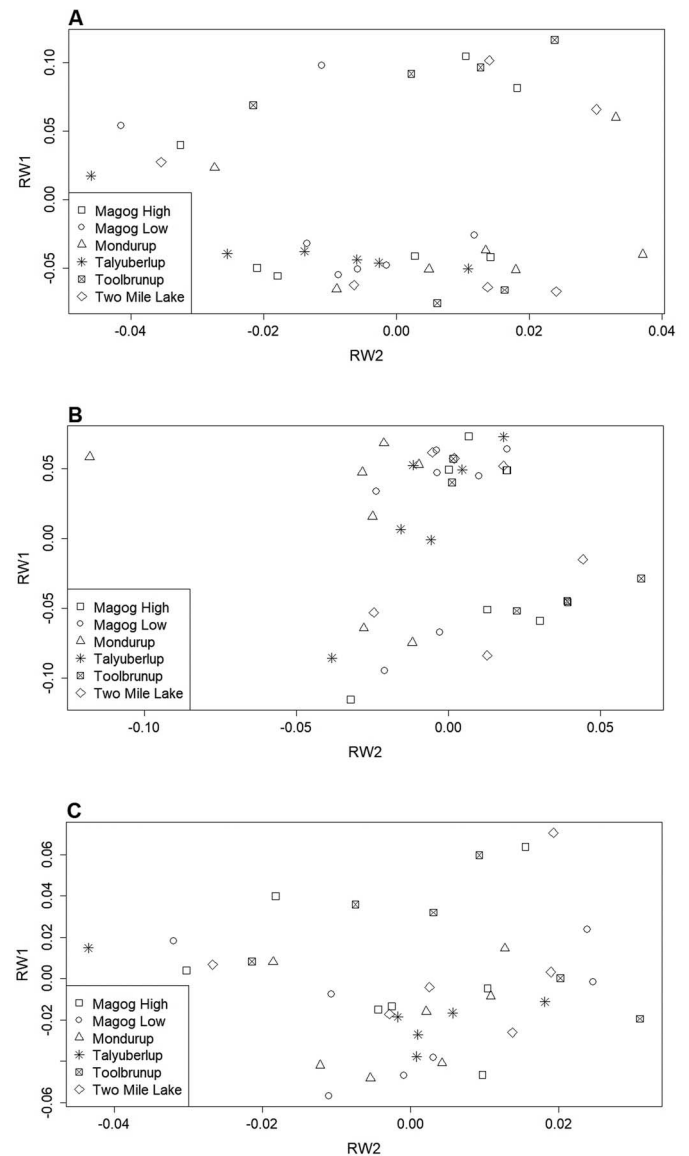 A
RW1
0.10
0.05
0.00
-0.05
Magog High
Magog Low
Mondurup
Talyuberlup
Toolbrunup
Two Mile Lake
-0.04 -0.02 0.00 0.02 0.04
RW2
B
RW1
0.05
0.00
-0.05
-0.10
Magog High
Magog Low
Mondurup
Talyuberlup
Toolbrunup
Two Mile Lake
-0.10 -0.05 0.00 0.05
RW2
C
RW1
0.06
0.04
0.02
0.00
-0.02
-0.06
Magog High
Magog Low
Mondurup
Talyuberlup
Toolbrunup
Two Mile Lake
-0.04 -0.02 0.00 0.02
RW2